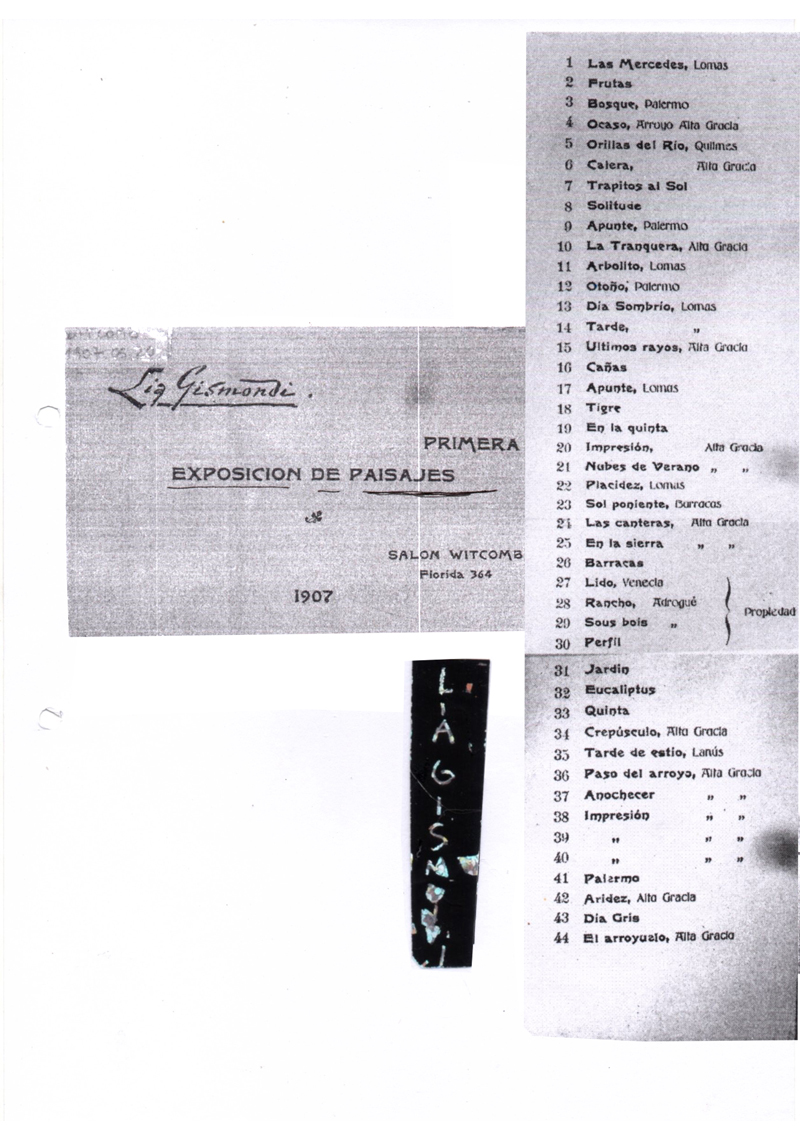 1907 05 2
Lia Gismondi.
PRIMERA
EXPOSICION DE PAISAJES
SALON WITCOMB
Florida 364
1907
1 Las Mercedes, Lomas
2 Frutas
3 Bosque, Palermo
4 Ocaso, Arroyo Alta Gracia
5 Orillas del Río, Quilmes
6 Calera, Alta Gracia
7 Trapitos al Sol
8 Solitude
9 Apunte, Palermo
10 La Tranquera, Alta Gracia
11 Arbolito, Lomas
12 Otoño, Palermo
13 Día Sombrío, Lomas
14 Tarde, „
15 Ultimos rayos, Alta Gracia
16 Cañas
17 Apunte, Lomas
18 Tigre
19 En la quinta
20 Impresión, Alta Gracia
21 Nubes de Verano „ „
22 Placidez, Lomas
23 Sol poniente, Barracas
24 Las canteras, Alta Gracia
25 En la sierra „ „
26 Barracas
27 Lido, Venecia
28 Rancho, Adrogué
Propiedad
29 Sous bois „
30 Perfil
31 Jardin
32 Eucaliptus
33 Quinta
34 Crepúsculo, Alta Gracia
35 Tarde de estio, Lanús
36 Paso del arroyo, Alta Gracia
37 Anochecer „ „
38 Impresión „ „
39 „ „ „
40 „ „ „
41 Palermo
42 Aridez, Alta Gracia
43 Dia Gris
44 El arroyuelo, Alta Gracia
LIA GISMONDI